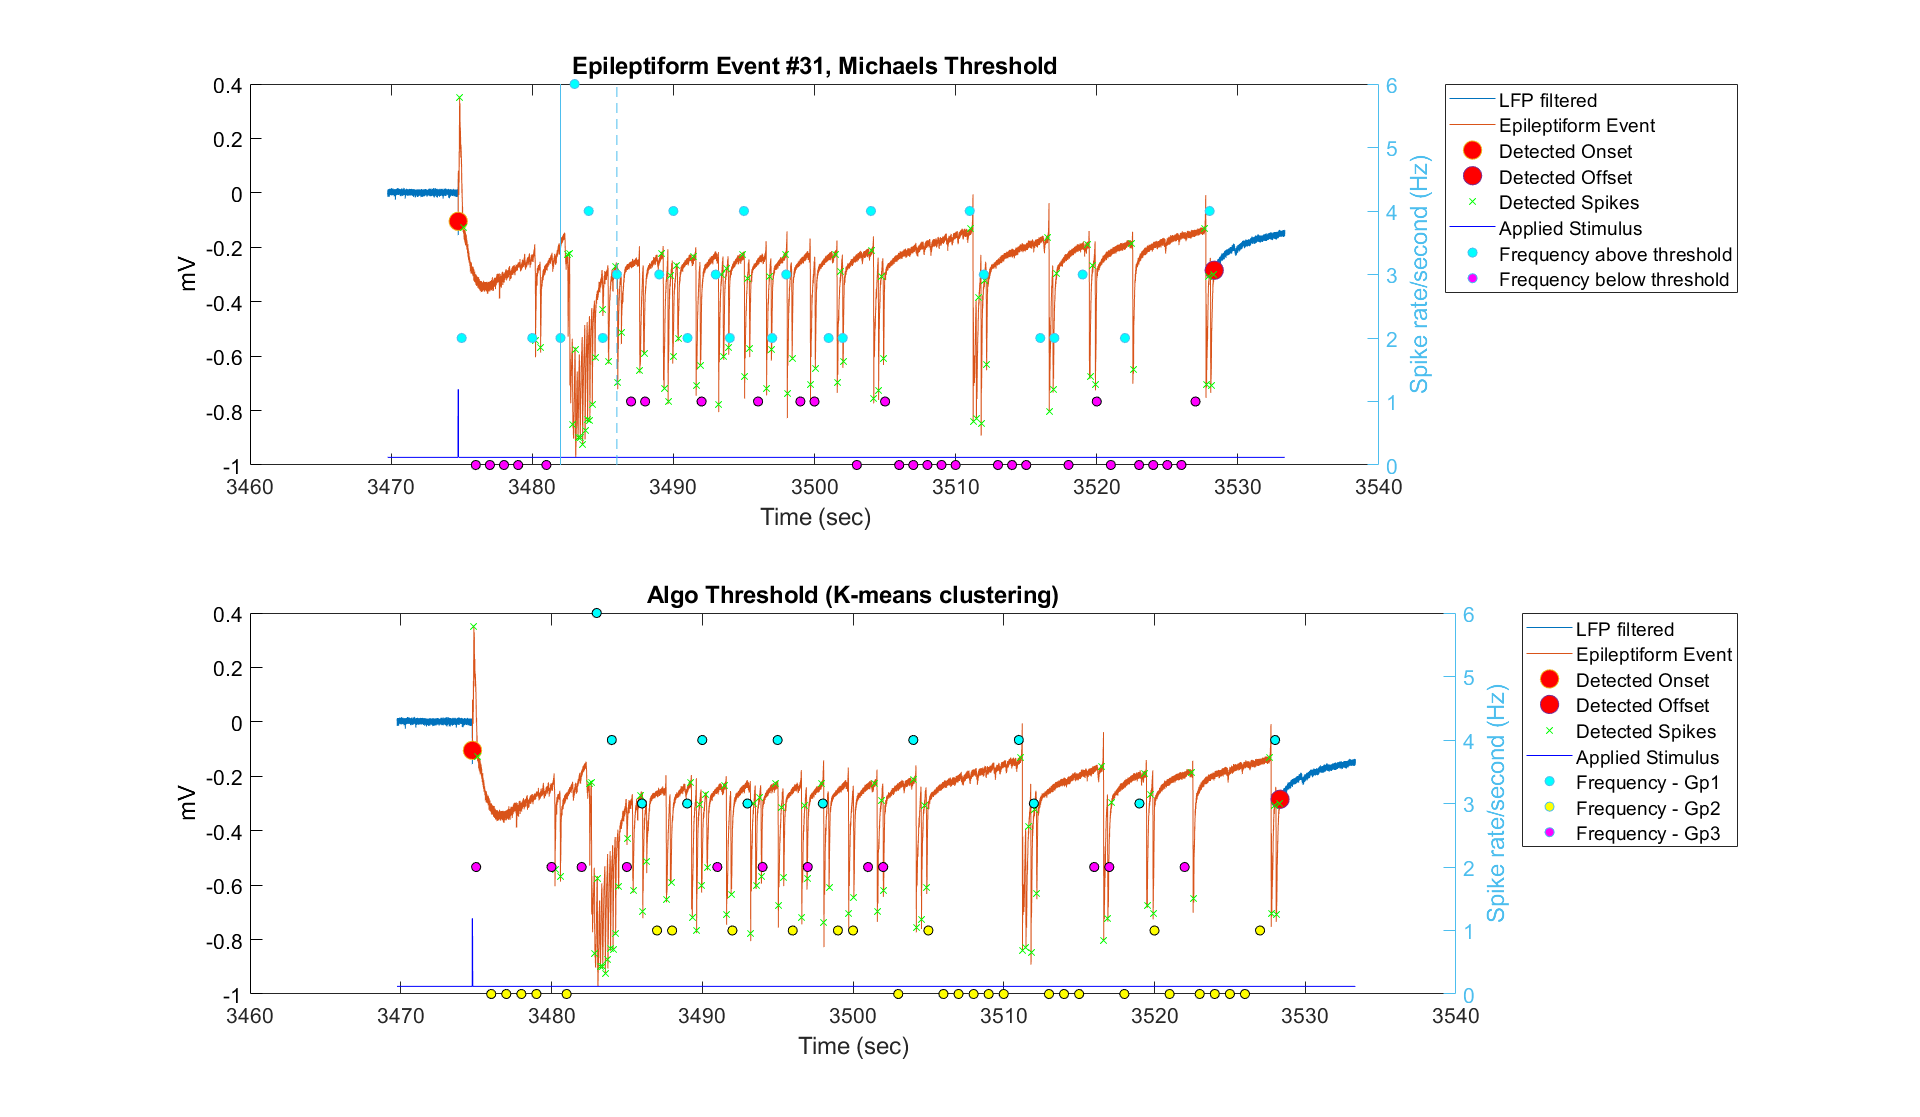 Epileptiform Event #31, Michaels Threshold
0.4
0.2
0
-0.2
-0.4
-0.6
-0.8
-1
mV
3460
3470
3480
3490
3500
3510
3520
3530
3540
Time (sec)
6
5
4
3
2
1
0
Spike rate/second (Hz)
LFP filtered
Epileptiform Event
Detected Onset
Detected Offset
Detected Spikes
Applied Stimulus
Frequency above threshold
Frequency below threshold
Algo Threshold (K-means clustering)
0.4
0.2
0
-0.2
-0.4
-0.6
-0.8
-1
mV
3460
3470
3480
3490
3500
3510
3520
3530
3540
Time (sec)
6
5
4
3
2
1
0
Spike rate/second (Hz)
LFP filtered
Epileptiform Event
Detected Onset
Detected Offset
Detected Spikes
Applied Stimulus
Frequency - Gp1
Frequency - Gp2
Frequency - Gp3